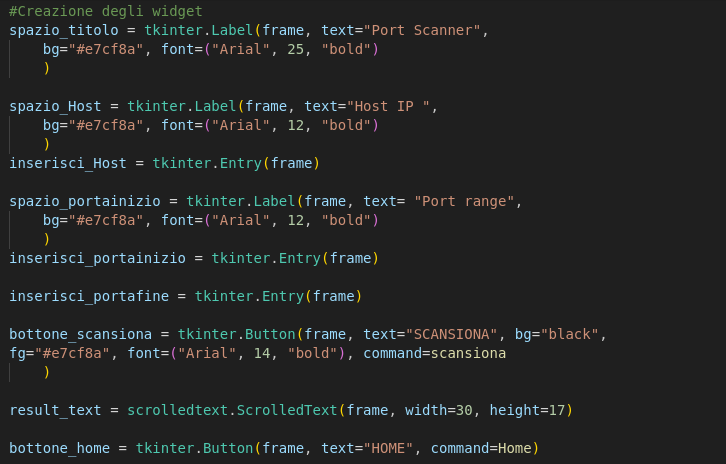 #Creazione degli widget
spazio_titolo = tkinter.Label(frame, text="Port Scanner",
    bg="#e7cf8a", font=("Arial", 25, "bold")
    )
spazio_Host = tkinter.Label(frame, text="Host IP ",
    bg="#e7cf8a", font=("Arial", 12, "bold")
    )
inserisci_Host = tkinter.Entry(frame)
spazio_portainizio = tkinter.Label(frame, text= "Port range",
    bg="#e7cf8a", font=("Arial", 12, "bold")
    )
inserisci_portainizio = tkinter.Entry(frame)
inserisci_portafine = tkinter.Entry(frame)
bottone_scansiona = tkinter.Button(frame, text="SCANSIONA", bg="black",
fg="#e7cf8a", font=("Arial", 14, "bold"), command=scansiona
    )
result_text = scrolledtext.ScrolledText(frame, width=30, height=17)
bottone_home = tkinter.Button(frame, text="HOME", command=Home)